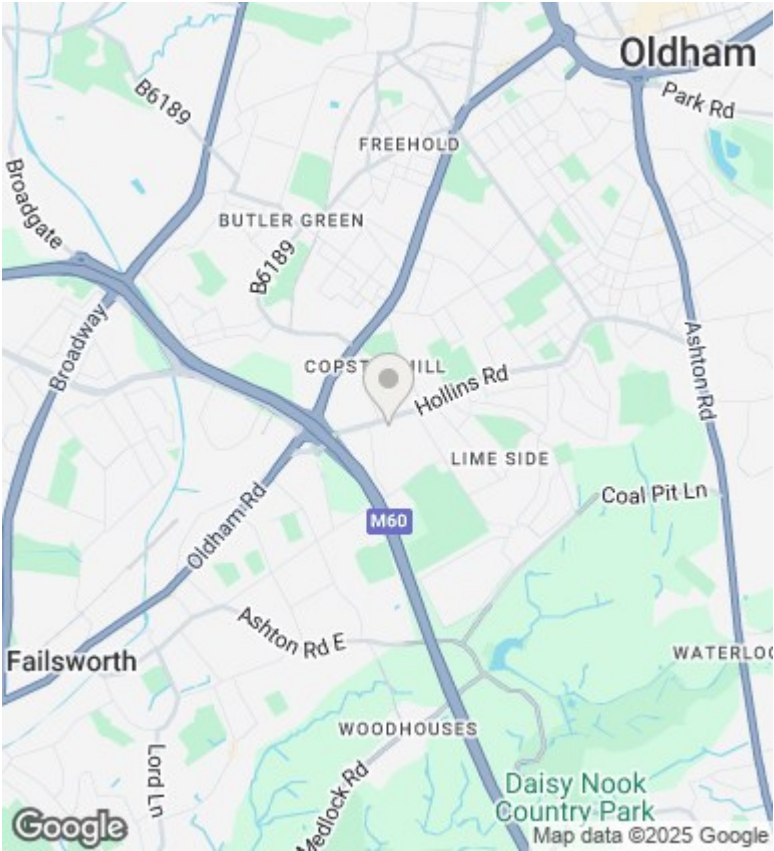 Oldham
Park Rd
B6189
FREEHOLD
Broadgate
BUTLER GREEN
B6189
Broadway
Ashton Rd
Hollins Rd
LIME SIDE
Coal Pit Ln
M60
Oldham Rd
Ashton Rd E
Failsworth
WATERLOO
WOODHOUSES
Lord Ln
Medlock Rd
Daisy Nook
Country Park
Google
Map data ©2025 Google